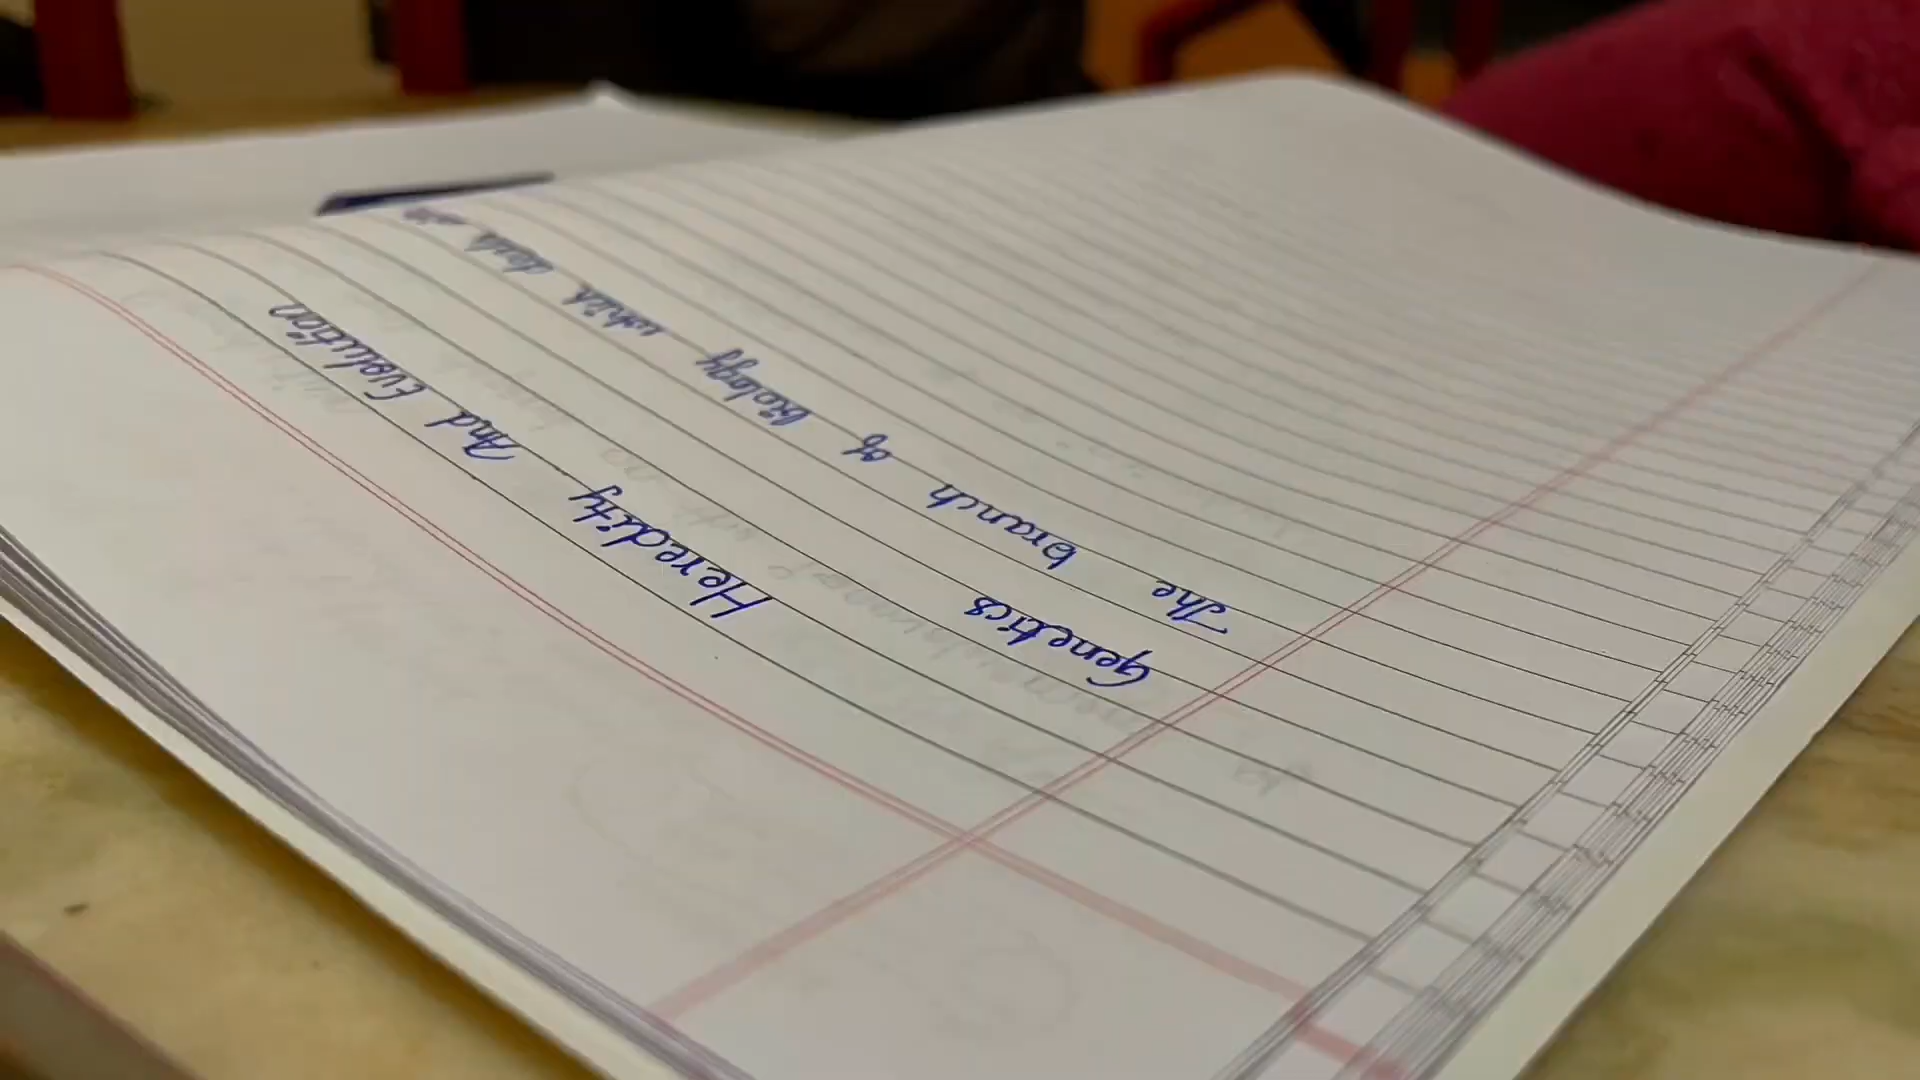 Heredity And Evolution
Genetics
The branch of biology which deals with